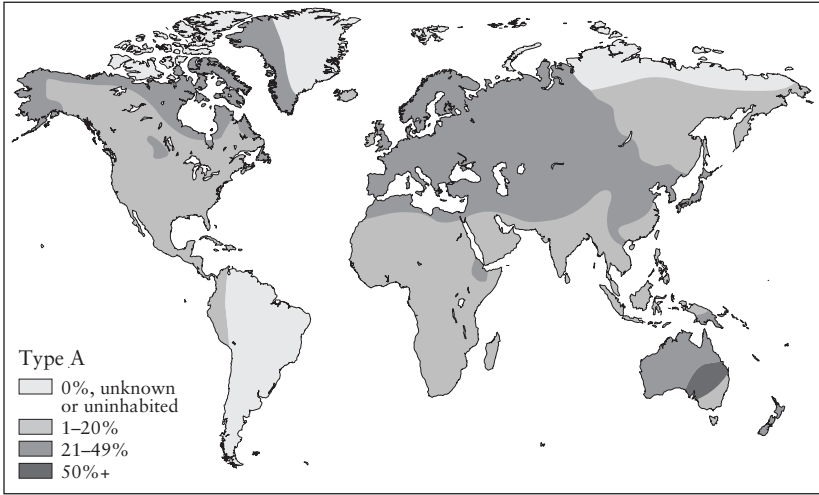 Type A
0%, unknown
or uninhabited
1–20%
21–49%
50%+